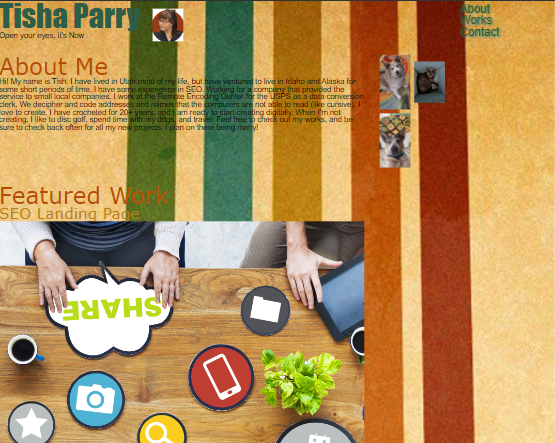 Tisha Parry
Open your eyes, it's Now
About
Works
Contact
About Me
Hi! My name is Tish. I have lived in Utah most of my life, but have ventured to live in Idaho and Alaska for
some short periods of time. I have some experience in SEO. Working for a company that provided the
service to small local companies. I work at the Remote Encoding Center for the USPS as a data conversion
clerk. We decipher and code addresses and names that the computers are not able to read (like cursive). I
love to create. I have crocheted for 20+ years, and I am ready to start creating digitally. When I'm not
creating, I like to disc golf, spend time with my dogs, and travel. Feel free to check out my works, and be
sure to check back often for all my new projects. I plan on there being many!
Featured Work
SEO Landing Page
SHARE